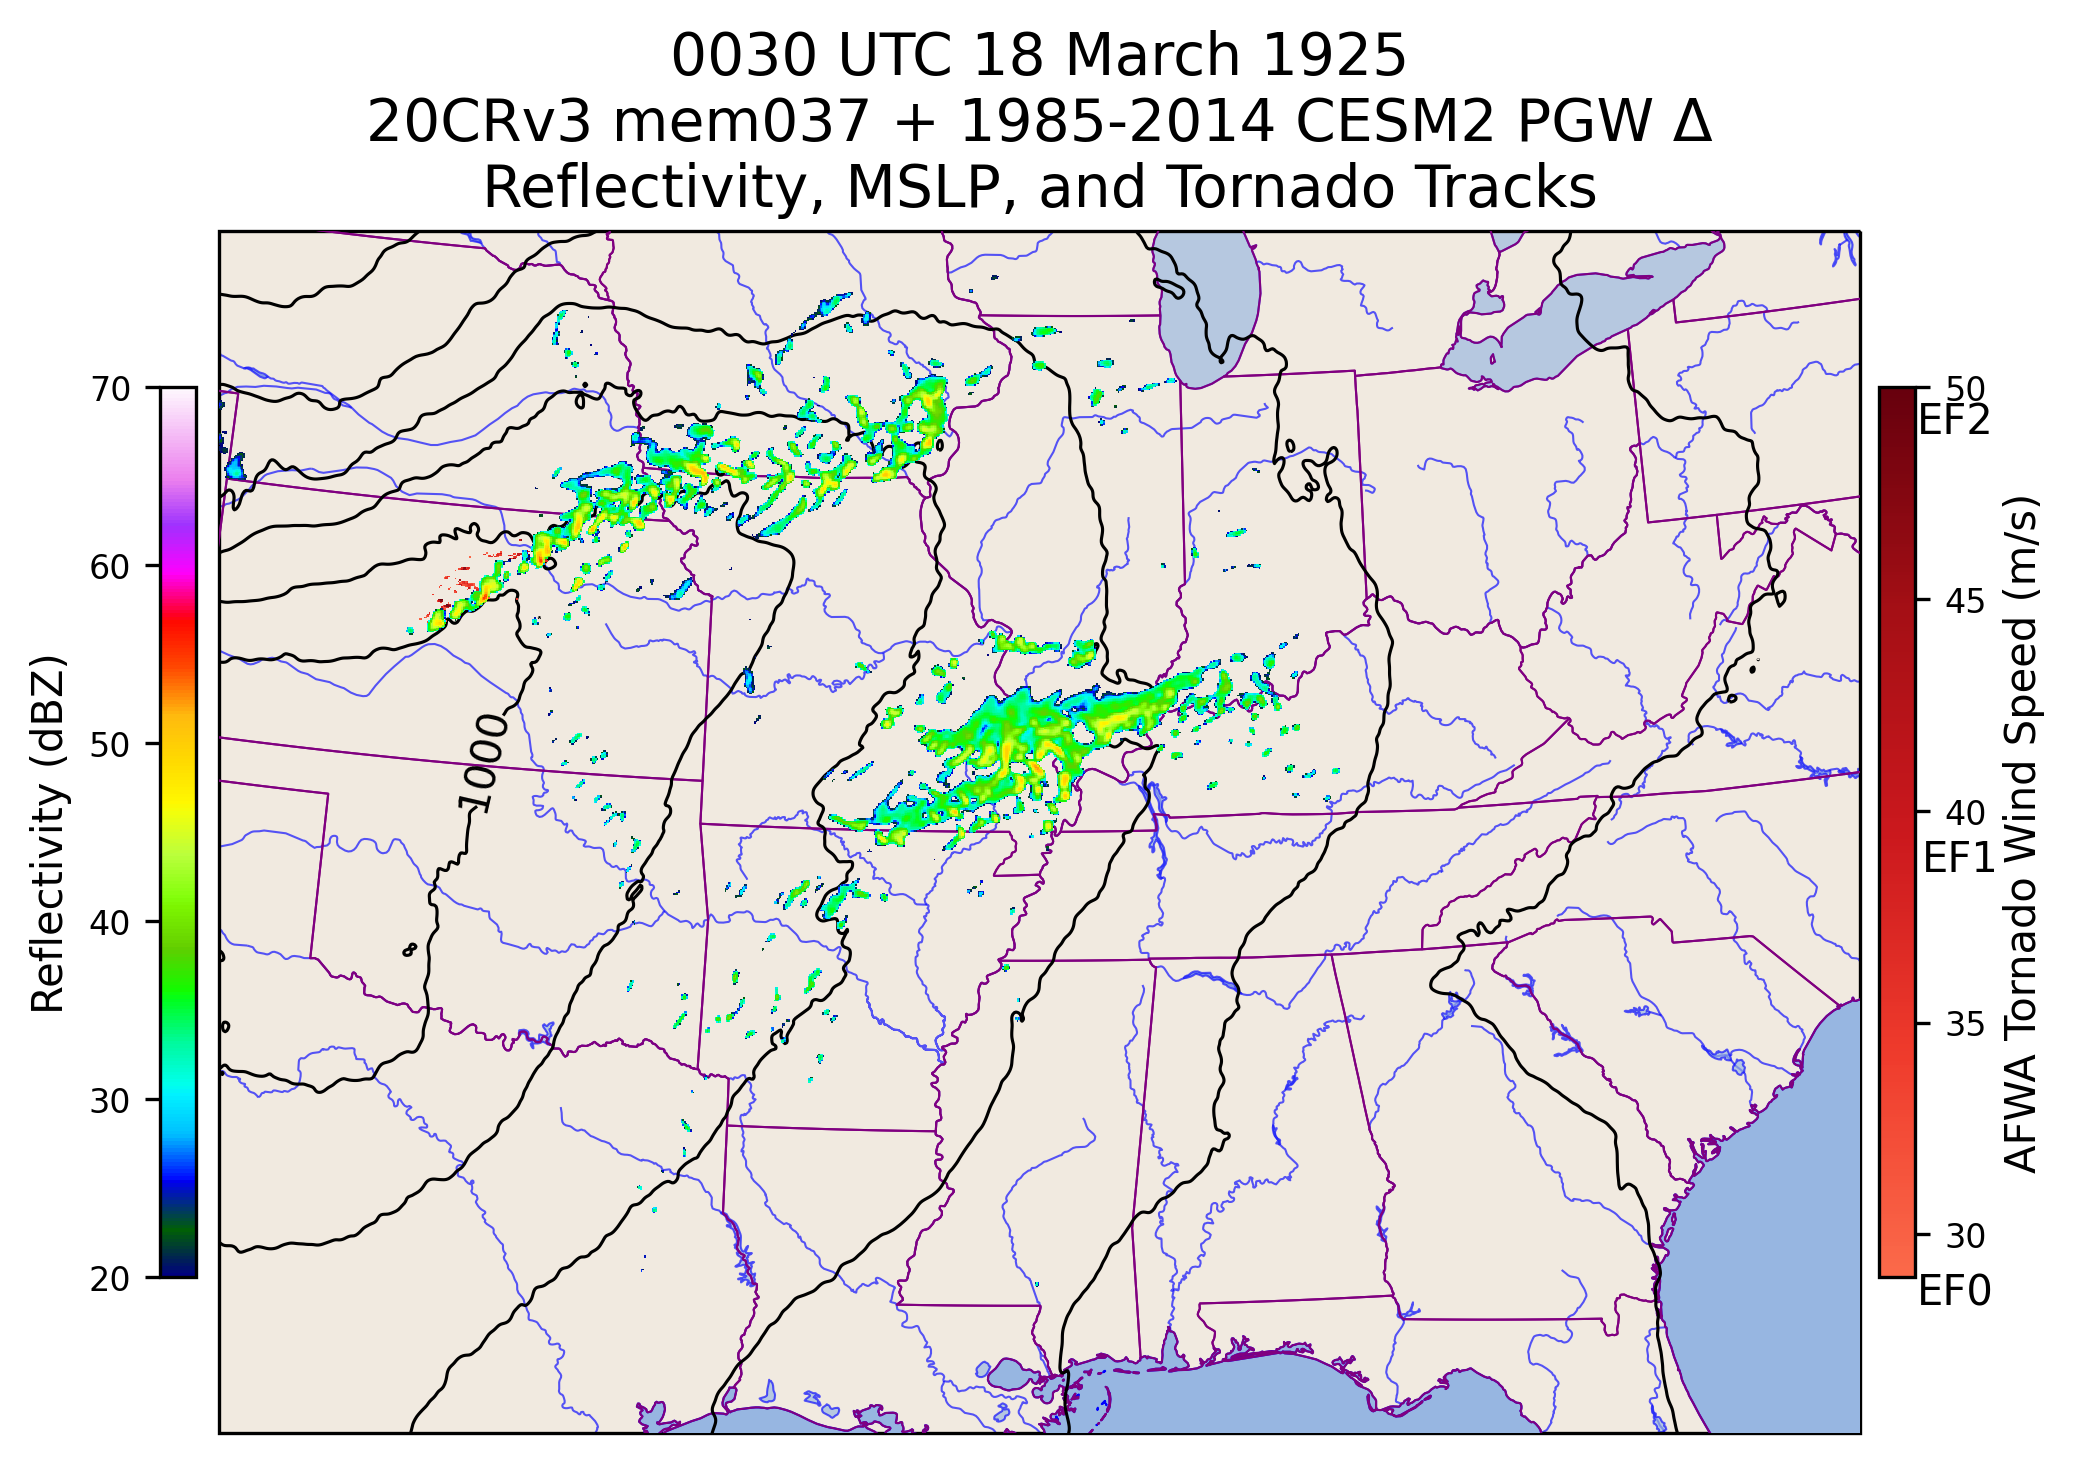 0030 UTC 18 March 1925
20CRv3 mem037 + 1985-2014 CESM2 PGW Δ
Reflectivity, MSLP, and Tornado Tracks
Reflectivity (dBZ)
70
60
50
40
30
20
1000
50
EF2
45
40
EF1
35
30
EF0
AFWA Tornado Wind Speed (m/s)